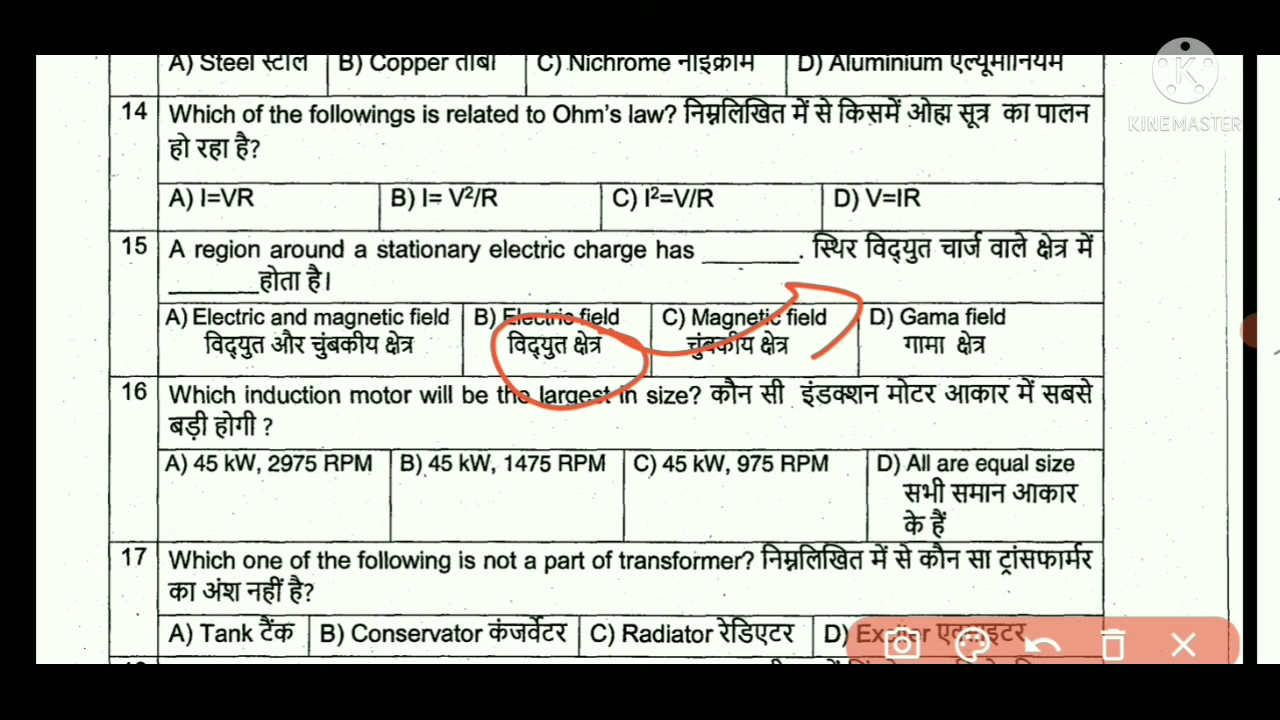 A) Steel स्टील B) Copper तांबा C) Nichrome नाइक्रोम D) Aluminium एल्यूमीनियम
KINEMASTER
14 Which of the followings is related to Ohm's law? निम्नलिखित में से किसमें ओह्म सूत्र का पालन
हो रहा है?
A) I=VR B) I= V²/R C) I²=V/R D) V=IR
15 A region around a stationary electric charge has ______. स्थिर विद्युत चार्ज वाले क्षेत्र में
______होता है।
A) Electric and magnetic field B) Electric field C) Magnetic field D) Gama field
विद्युत और चुंबकीय क्षेत्र विद्युत क्षेत्र चुंबकीय क्षेत्र गामा क्षेत्र
16 Which induction motor will be the largest in size? कौन सी इंडक्शन मोटर आकार में सबसे
बड़ी होगी ?
A) 45 kW, 2975 RPM B) 45 kW, 1475 RPM C) 45 kW, 975 RPM D) All are equal size
सभी समान आकार
के हैं
17 Which one of the following is not a part of transformer? निम्नलिखित में से कौन सा ट्रांसफार्मर
का अंश नहीं है?
A) Tank टैंक B) Conservator कंजर्वेटर C) Radiator रेडिएटर D) Exciter एक्साइटर